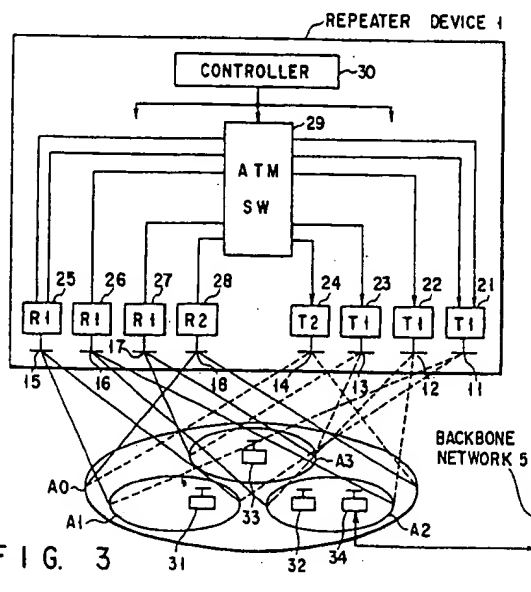 REPEATER DEVICE 1
CONTROLLER
30
29
ATM
SW
25
26
27
28
24
23
22
21
R1
R1
R1
R2
T2
T1
T1
T1
15
16
17
18
14
13
12
11
BACKBONE
NETWORK 5
A0
A3
33
A1
31
32
34
A2
FIG. 3